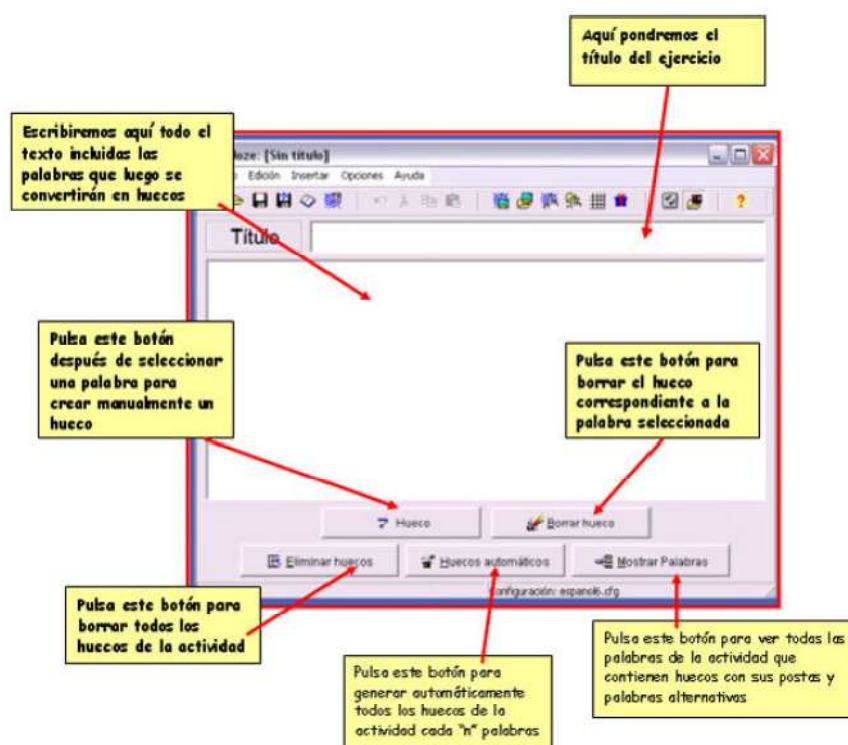 Aquí pondremos el
título del ejercicio
Escribiremos aquí todo el
texto incluidas las
palabras que luego se
convertirán en huecos
loze: [Sin título]
Edición Insertar Opciones Ayuda
?
Título
Pulsa este botón
después de seleccionar
una palabra para
crear manualmente un
hueco
Pulsa este botón para
borrar el hueco
correspondiente a la
palabra seleccionada
Hueco
Borrar hueco
Eliminar huecos
Huecos automáticos
Mostrar Palabras
Configuración: espanol6.cfg
Pulsa este botón para
borrar todos los
huecos de la actividad
Pulsa este botón para
generar automáticamente
todos los huecos de la
actividad cada "n" palabras
Pulsa este botón para ver todas las
palabras de la actividad que
contienen huecos con sus postas y
palabras alternativas